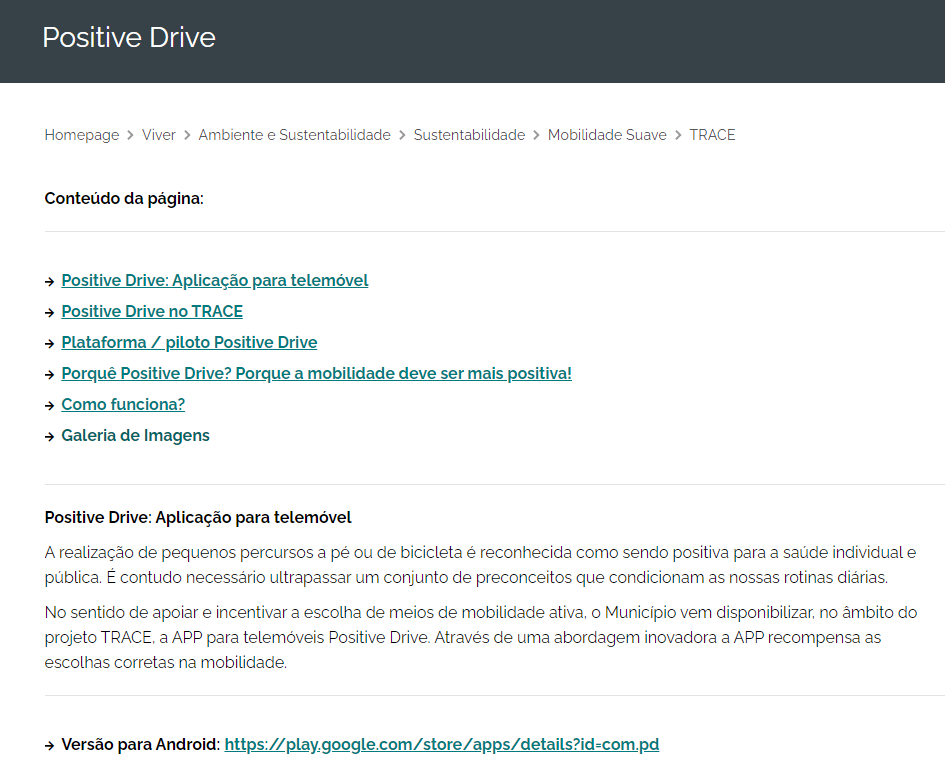 Positive Drive
Homepage > Viver > Ambiente e Sustentabilidade > Sustentabilidade > Mobilidade Suave > TRACE
Conteúdo da página:
→ Positive Drive: Aplicação para telemóvel
→ Positive Drive no TRACE
→ Plataforma / piloto Positive Drive
→ Porquê Positive Drive? Porque a mobilidade deve ser mais positiva!
→ Como funciona?
→ Galeria de Imagens
Positive Drive: Aplicação para telemóvel
A realização de pequenos percursos a pé ou de bicicleta é reconhecida como sendo positiva para a saúde individual e
pública. É contudo necessário ultrapassar um conjunto de preconceitos que condicionam as nossas rotinas diárias.
No sentido de apoiar e incentivar a escolha de meios de mobilidade ativa, o Município vem disponibilizar, no âmbito do
projeto TRACE, a APP para telemóveis Positive Drive. Através de uma abordagem inovadora a APP recompensa as
escolhas corretas na mobilidade.
→ Versão para Android: https://play.google.com/store/apps/details?id=com.pd